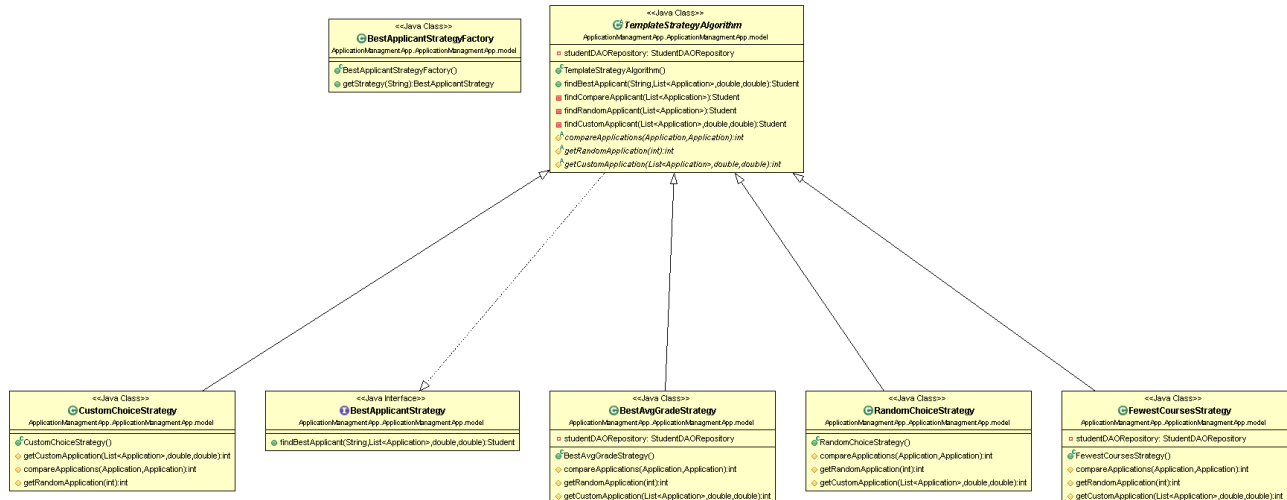 <<Java Class>>
BestApplicantStrategyFactory
ApplicationManagmentApp.ApplicationManagmentApp.model
BestApplicantStrategyFactory()
getStrategy(String):BestApplicantStrategy
<<Java Class>>
TemplateStrategyAlgorithm
ApplicationManagmentApp.ApplicationManagmentApp.model
studentDAORepository: StudentDAORepository
TemplateStrategyAlgorithm()
findBestApplicant(String,List<Application>,double,double):Student
findCompareApplicant(List<Application>):Student
findRandomApplicant(List<Application>):Student
findCustomApplicant(List<Application>,double,double):Student
compareApplications(Application,Application):int
getRandomApplication(int):int
getCustomApplication(List<Application>,double,double):int
<<Java Class>>
CustomChoiceStrategy
ApplicationManagmentApp.ApplicationManagmentApp.model
CustomChoiceStrategy()
getCustomApplication(List<Application>,double,double):int
compareApplications(Application,Application):int
getRandomApplication(int):int
<<Java Interface>>
BestApplicantStrategy
ApplicationManagmentApp.ApplicationManagmentApp.model
findBestApplicant(String,List<Application>,double,double):Student
<<Java Class>>
BestAvgGradeStrategy
ApplicationManagmentApp.ApplicationManagmentApp.model
studentDAORepository: StudentDAORepository
BestAvgGradeStrategy()
compareApplications(Application,Application):int
getRandomApplication(int):int
getCustomApplication(List<Application>,double,double):int
<<Java Class>>
RandomChoiceStrategy
ApplicationManagmentApp.ApplicationManagmentApp.model
RandomChoiceStrategy()
compareApplications(Application,Application):int
getRandomApplication(int):int
getCustomApplication(List<Application>,double,double):int
<<Java Class>>
FewestCoursesStrategy
ApplicationManagmentApp.ApplicationManagmentApp.model
studentDAORepository: StudentDAORepository
FewestCoursesStrategy()
compareApplications(Application,Application):int
getRandomApplication(int):int
getCustomApplication(List<Application>,double,double):int